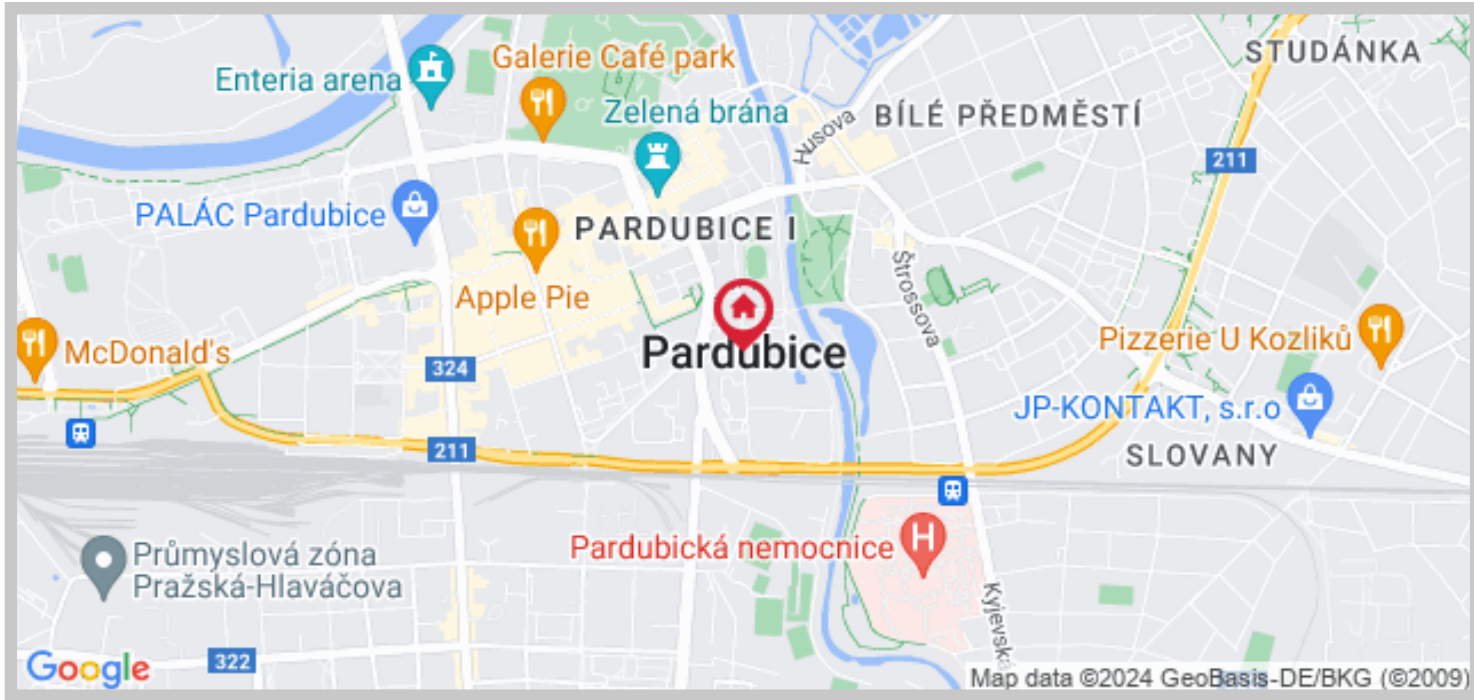 STUDÁNKA
Galerie Café park
Enteria arena
Zelená brána
Husova
BÍLÉ PŘEDMĚSTÍ
211
PALÁC Pardubice
PARDUBICE I
Štrossova
Apple Pie
Pizzerie U Kozliků
McDonald's
Pardubice
324
JP-KONTAKT, s.r.o
211
SLOVANY
Pardubická nemocnice
H
Průmyslová zóna
Pražská-Hlaváčova
Kyjevská
Google
322
Map data ©2024 GeoBasis-DE/BKG (©2009)